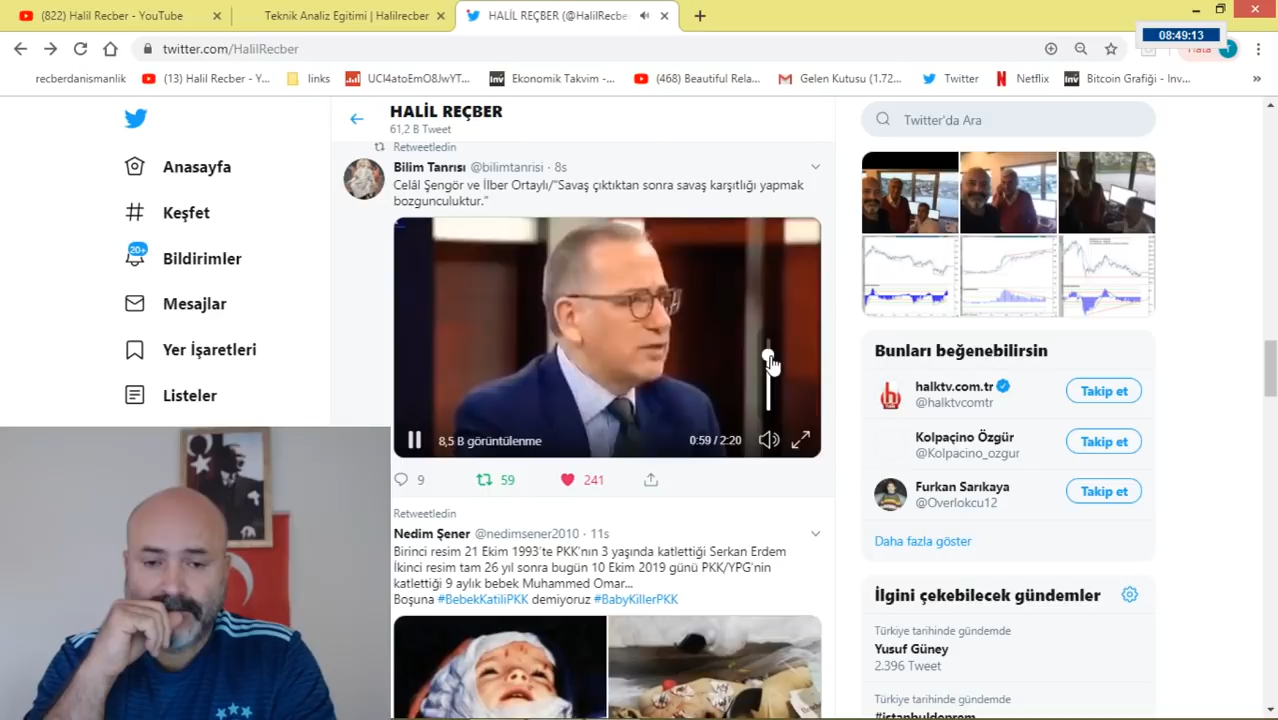 (822) Halil Recber - YouTube
Teknik Analiz Egitimi | Halilrecber
HALİL REÇBER (@HalilRecbe
08:49:13
twitter.com/HalilRecber
Hata
recberdanismanlik
(13) Halil Recber - Y...
links
UCI4atoEmO8JwYT...
Inv
Ekonomik Takvim -...
(468) Beautiful Rela...
Gelen Kutusu (1.72...
Twitter
Netflix
Inv
Bitcoin Grafiği - Inv...
Anasayfa
Keşfet
20+
Bildirimler
Mesajlar
Yer İşaretleri
Listeler
HALİL REÇBER
61,2 B Tweet
Retweetledin
Bilim Tanrısı @bilimtanrisi · 8s
Celâl Şengör ve İlber Ortaylı/"Savaş çıktıktan sonra savaş karşıtlığı yapmak
bozgunculuktur."
8,5 B görüntülenme
0:59 / 2:20
9
59
241
Retweetledin
Nedim Şener @nedimsener2010 · 11s
Birinci resim 21 Ekim 1993'te PKK'nın 3 yaşında katlettiği Serkan Erdem
İkinci resim tam 26 yıl sonra bugün 10 Ekim 2019 günü PKK/YPG'nin
katlettiği 9 aylık bebek Muhammed Omar...
Boşuna #BebekKatiliPKK demiyoruz #BabyKillerPKK
Twitter'da Ara
Bunları beğenebilirsin
halktv.com.tr
@halktvcomtr
Takip et
Kolpaçino Özgür
@Kolpacino_ozgur
Takip et
Furkan Sarıkaya
@Overlokcu12
Takip et
Daha fazla göster
İlgini çekebilecek gündemler
Türkiye tarihinde gündemde
Yusuf Güney
2.396 Tweet
Türkiye tarihinde gündemde
#istanbuldeprem